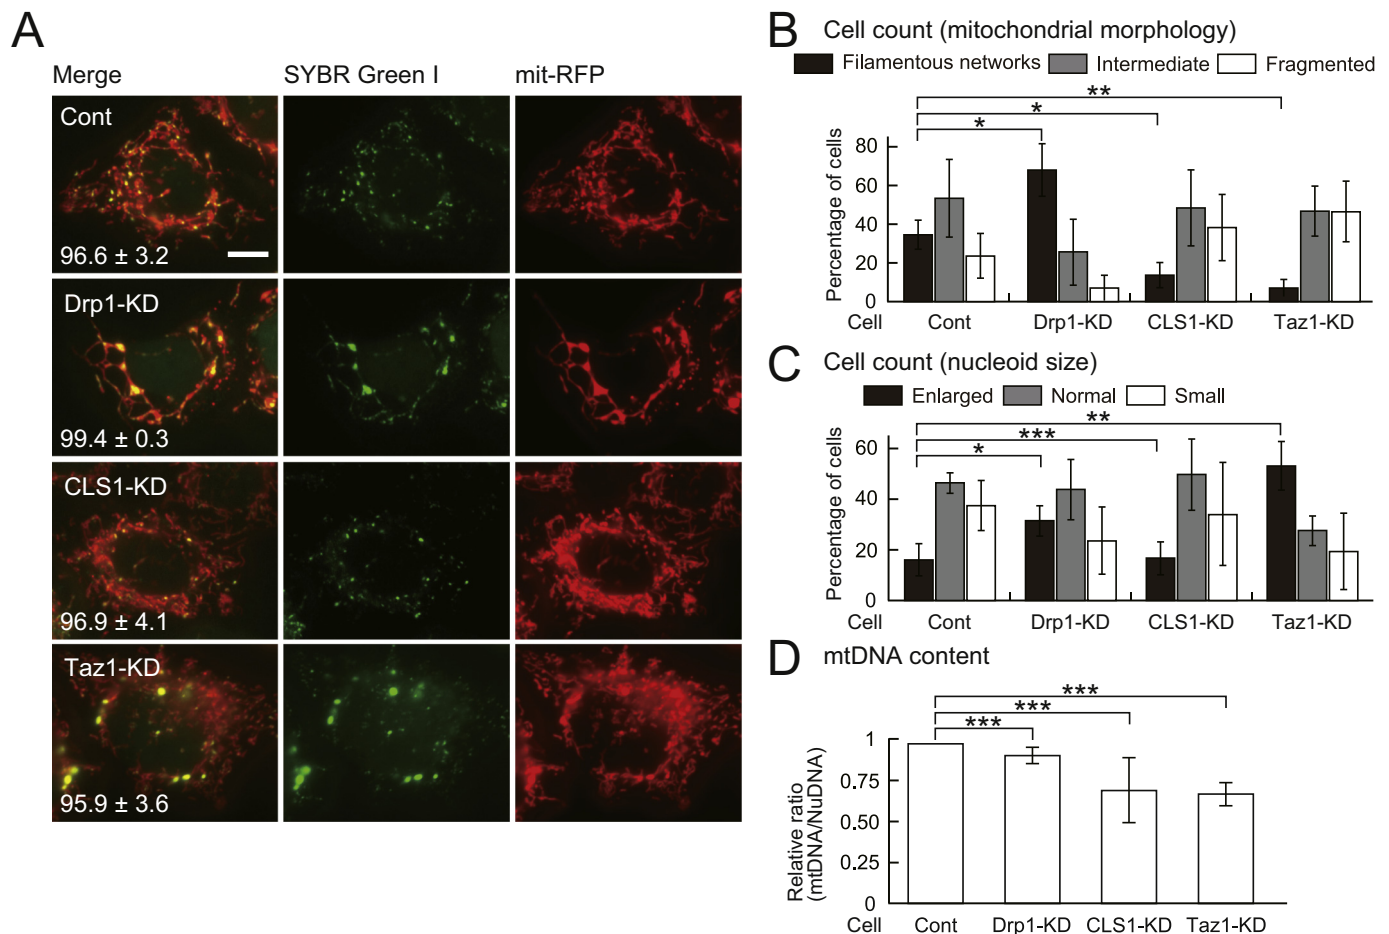 A
Merge
SYBR Green I
mit-RFP
Cont
96.6 ± 3.2
Drp1-KD
99.4 ± 0.3
CLS1-KD
96.9 ± 4.1
Taz1-KD
95.9 ± 3.6
B Cell count (mitochondrial morphology)
Filamentous networks Intermediate Fragmented
**
*
*
Percentage of cells
80
60
40
20
0
Cell Cont Drp1-KD CLS1-KD Taz1-KD
C Cell count (nucleoid size)
Enlarged Normal Small
**
***
*
Percentage of cells
60
40
20
0
Cell Cont Drp1-KD CLS1-KD Taz1-KD
D mtDNA content
***
***
***
Relative ratio
(mtDNA/NuDNA)
1
0.75
0.50
0.25
0
Cell Cont Drp1-KD CLS1-KD Taz1-KD